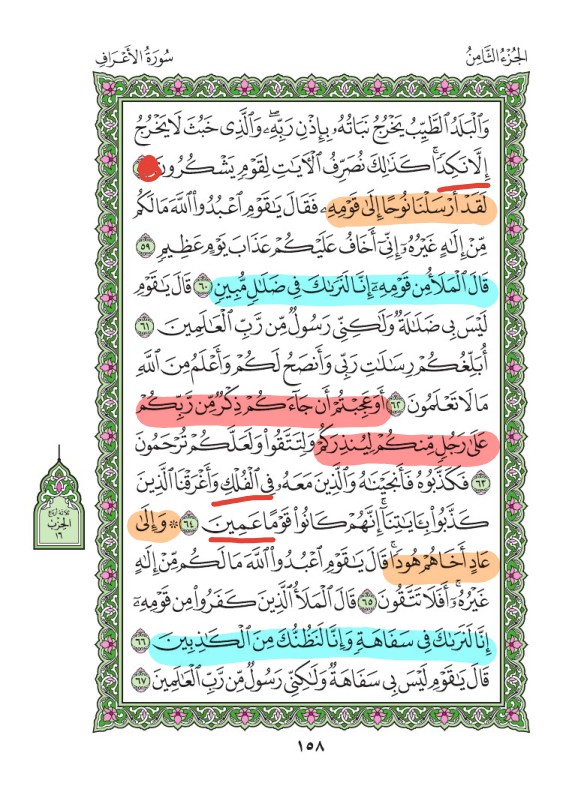 الجُزْءُ الثَّامِنُ
سُورَةُ الأَعْرَافِ
وَالْبَلَدُ الطَّيِّبُ يَخْرُجُ نَبَاتُهُ بِإِذْنِ رَبِّهِ وَالَّذِي خَبُثَ لَا يَخْرُجُ
إِلَّا نَكِدًا كَذَلِكَ نُصَرِّفُ الْآيَاتِ لِقَوْمٍ يَشْكُرُونَ
لَقَدْ أَرْسَلْنَا نُوحًا إِلَى قَوْمِهِ فَقَالَ يَاقَوْمِ اعْبُدُوا اللَّهَ مَا لَكُم
مِّنْ إِلَهٍ غَيْرُهُ إِنِّي أَخَافُ عَلَيْكُمْ عَذَابَ يَوْمٍ عَظِيمٍ ٥٩
قَالَ الْمَلَأُ مِن قَوْمِهِ إِنَّا لَنَرَاكَ فِي ضَلَالٍ مُّبِينٍ ٦٠ قَالَ يَاقَوْمِ
لَيْسَ بِي ضَلَالَةٌ وَلَكِنِّي رَسُولٌ مِّن رَّبِّ الْعَالَمِينَ ٦١
أُبَلِّغُكُمْ رِسَالَاتِ رَبِّي وَأَنصَحُ لَكُمْ وَأَعْلَمُ مِنَ اللَّهِ
مَا لَا تَعْلَمُونَ ٦٢ أَوَعَجِبْتُمْ أَن جَاءَكُمْ ذِكْرٌ مِّن رَّبِّكُمْ
عَلَى رَجُلٍ مِّنكُمْ لِيُنذِرَكُمْ وَلِتَتَّقُوا وَلَعَلَّكُمْ تُرْحَمُونَ
٦٣ فَكَذَّبُوهُ فَأَنجَيْنَاهُ وَالَّذِينَ مَعَهُ فِي الْفُلْكِ وَأَغْرَقْنَا الَّذِينَ
كَذَّبُوا بِآيَاتِنَا إِنَّهُمْ كَانُوا قَوْمًا عَمِينَ ٦٤ ۞ وَإِلَى
عَادٍ أَخَاهُمْ هُودًا قَالَ يَاقَوْمِ اعْبُدُوا اللَّهَ مَا لَكُم مِّنْ إِلَهٍ
غَيْرُهُ أَفَلَا تَتَّقُونَ ٦٥ قَالَ الْمَلَأُ الَّذِينَ كَفَرُوا مِن قَوْمِهِ
إِنَّا لَنَرَاكَ فِي سَفَاهَةٍ وَإِنَّا لَنَظُنُّكَ مِنَ الْكَاذِبِينَ ٦٦
قَالَ يَاقَوْمِ لَيْسَ بِي سَفَاهَةٌ وَلَكِنِّي رَسُولٌ مِّن رَّبِّ الْعَالَمِينَ ٦٧
ثلاثة أرباع
الحزب
١٦
١٥٨